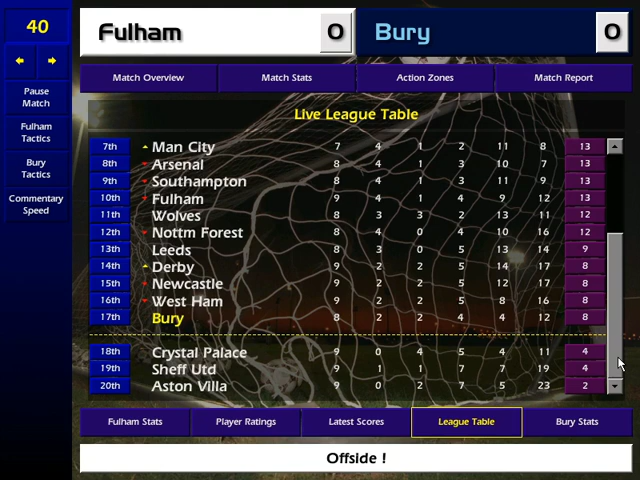 40
Pause
Match
Fulham
Tactics
Bury
Tactics
Commentary
Speed
Fulham 0 Bury 0
Match Overview Match Stats Action Zones Match Report
Live League Table
7th Man City 7 4 1 2 11 8 13
8th Arsenal 8 4 1 3 10 7 13
9th Southampton 8 4 1 3 11 9 13
10th Fulham 9 4 1 4 9 12 13
11th Wolves 8 3 3 2 13 11 12
12th Nottm Forest 8 4 0 4 10 16 12
13th Leeds 8 3 0 5 13 14 9
14th Derby 9 2 2 5 14 17 8
15th Newcastle 9 2 2 5 12 17 8
16th West Ham 9 2 2 5 8 16 8
17th Bury 8 2 2 4 4 12 8
18th Crystal Palace 9 0 4 5 4 11 4
19th Sheff Utd 9 1 1 7 7 19 4
20th Aston Villa 9 0 2 7 5 23 2
Fulham Stats Player Ratings Latest Scores League Table Bury Stats
Offside !